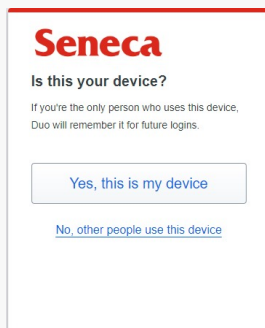 Seneca
Is this your device?
If you're the only person who uses this device,
Duo will remember it for future logins.
Yes, this is my device
No, other people use this device